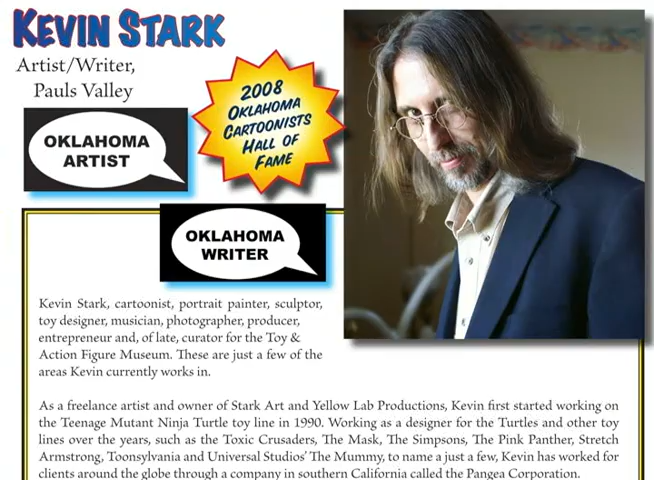 KEVIN STARK
Artist/Writer,
Pauls Valley
2008
OKLAHOMA
CARTOONISTS
HALL OF
FAME
OKLAHOMA
ARTIST
OKLAHOMA
WRITER
Kevin Stark, cartoonist, portrait painter, sculptor,
toy designer, musician, photographer, producer,
entrepreneur and, of late, curator for the Toy &
Action Figure Museum. These are just a few of the
areas Kevin currently works in.
As a freelance artist and owner of Stark Art and Yellow Lab Productions, Kevin first started working on
the Teenage Mutant Ninja Turtle toy line in 1990. Working as a designer for the Turtles and other toy
lines over the years, such as the Toxic Crusaders, The Mask, The Simpsons, The Pink Panther, Stretch
Armstrong, Toonsylvania and Universal Studios' The Mummy, to name a just a few, Kevin has worked for
clients around the globe through a company in southern California called the Pangea Corporation.